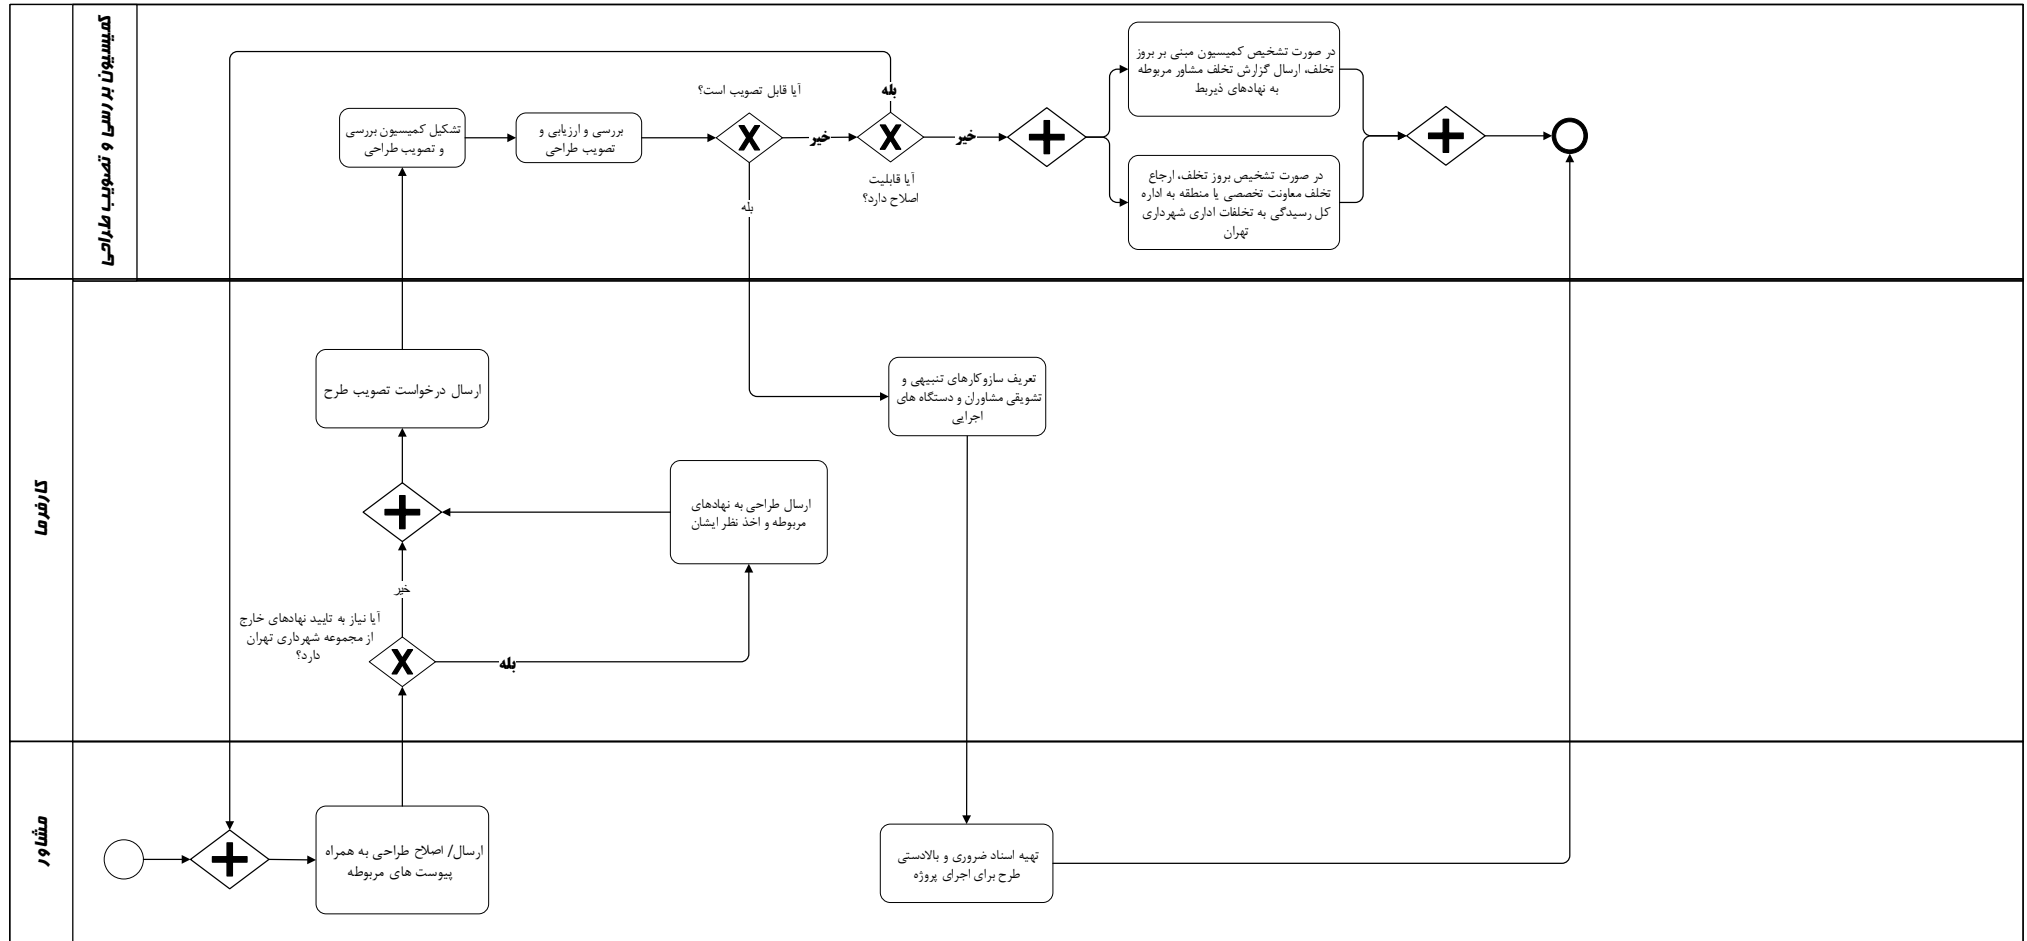 کمیسیون بررسی و تصویب طراحی
آیا قابل تصویب است؟
بله
تشکیل کمیسیون بررسی
و تصویب طراحی
بررسی و ارزیابی و
تصویب طراحی
X
خیر
X
خیر
بله
آیا قابلیت
اصلاح دارد؟
در صورت تشخیص کمیسیون مبنی بر بروز
تخلف، ارسال گزارش تخلف مشاور مربوطه
به نهادهای ذیربط
در صورت تشخیص بروز تخلف، ارجاع
تخلف معاونت تخصصی یا منطقه به اداره
کل رسیدگی به تخلفات اداری شهرداری
تهران
کارفرما
ارسال درخواست تصویب طرح
تعریف سازوکارهای تنبیهی و
تشویقی مشاوران و دستگاه های
اجرایی
ارسال طراحی به نهادهای
مربوطه و اخذ نظر ایشان
خیر
آیا نیاز به تایید نهادهای خارج
از مجموعه شهرداری تهران
دارد؟
X
بله
مشاور
ارسال/ اصلاح طراحی به همراه
پیوست های مربوطه
تهیه اسناد ضروری و بالادستی
طرح برای اجرای پروژه